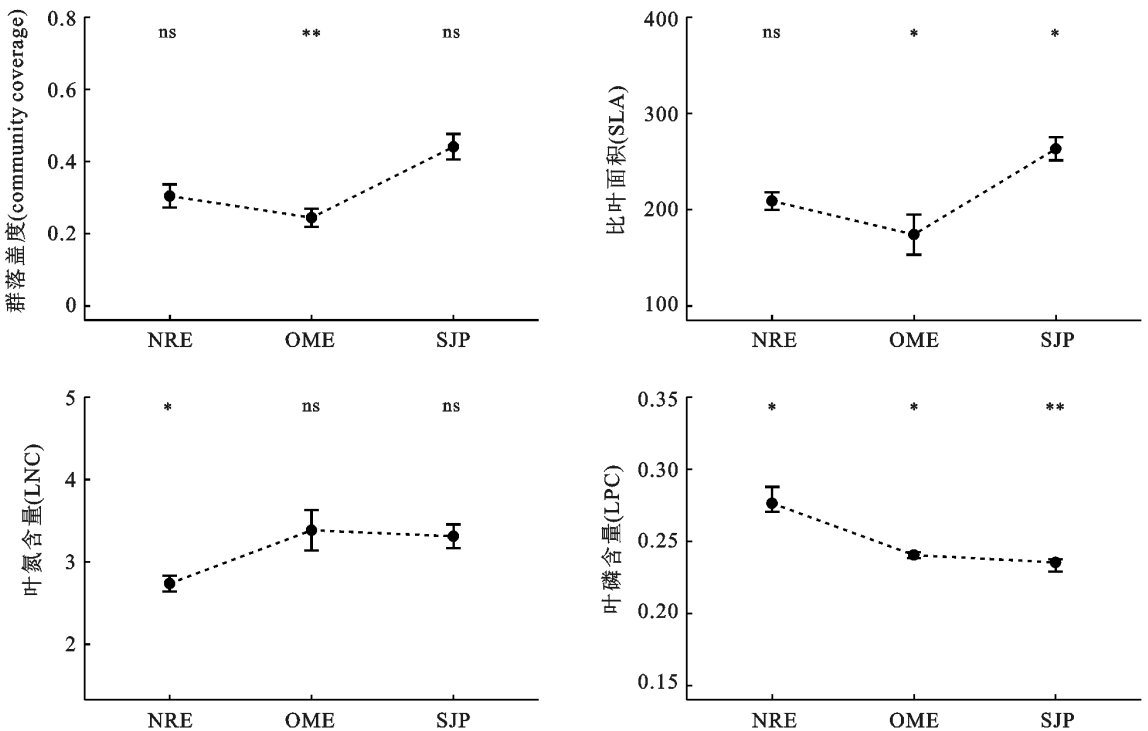 群落盖度(community coverage)
0.8
0.6
0.4
0.2
0
ns
**
ns
NRE
OME
SJP
比叶面积(SLA)
400
300
200
100
ns
*
*
NRE
OME
SJP
叶氮含量(LNC)
5
4
3
2
*
ns
ns
NRE
OME
SJP
叶磷含量(LPC)
0.35
0.30
0.25
0.20
0.15
*
*
**
NRE
OME
SJP